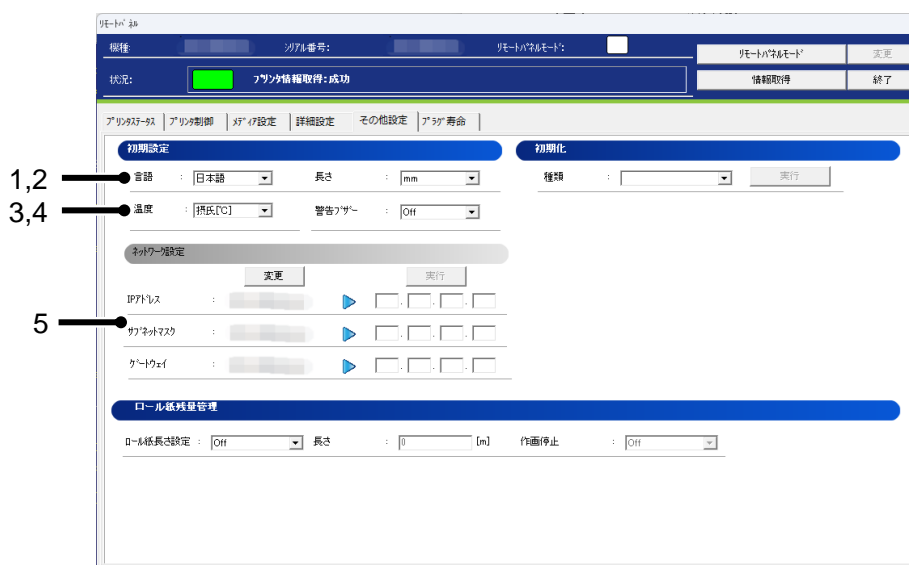 リモートパネル
機種: シリアル番号: リモートパネルモード:
リモートパネルモード 変更
状況: プリンタ情報取得:成功
情報取得 終了
プリンタステータス プリンタ制御 メディア設定 詳細設定 その他設定 プラグ寿命
初期設定 初期化
1,2 言語 : 日本語 長さ : mm 種類 : 実行
3,4 温度 : 摂氏[℃] 警告ブザー : Off
ネットワーク設定
変更 実行
IPアドレス :
5
サブネットマスク :
ゲートウェイ :
ロール紙残量管理
ロール紙長さ設定 : Off 長さ : 0 [m] 作画停止 : Off